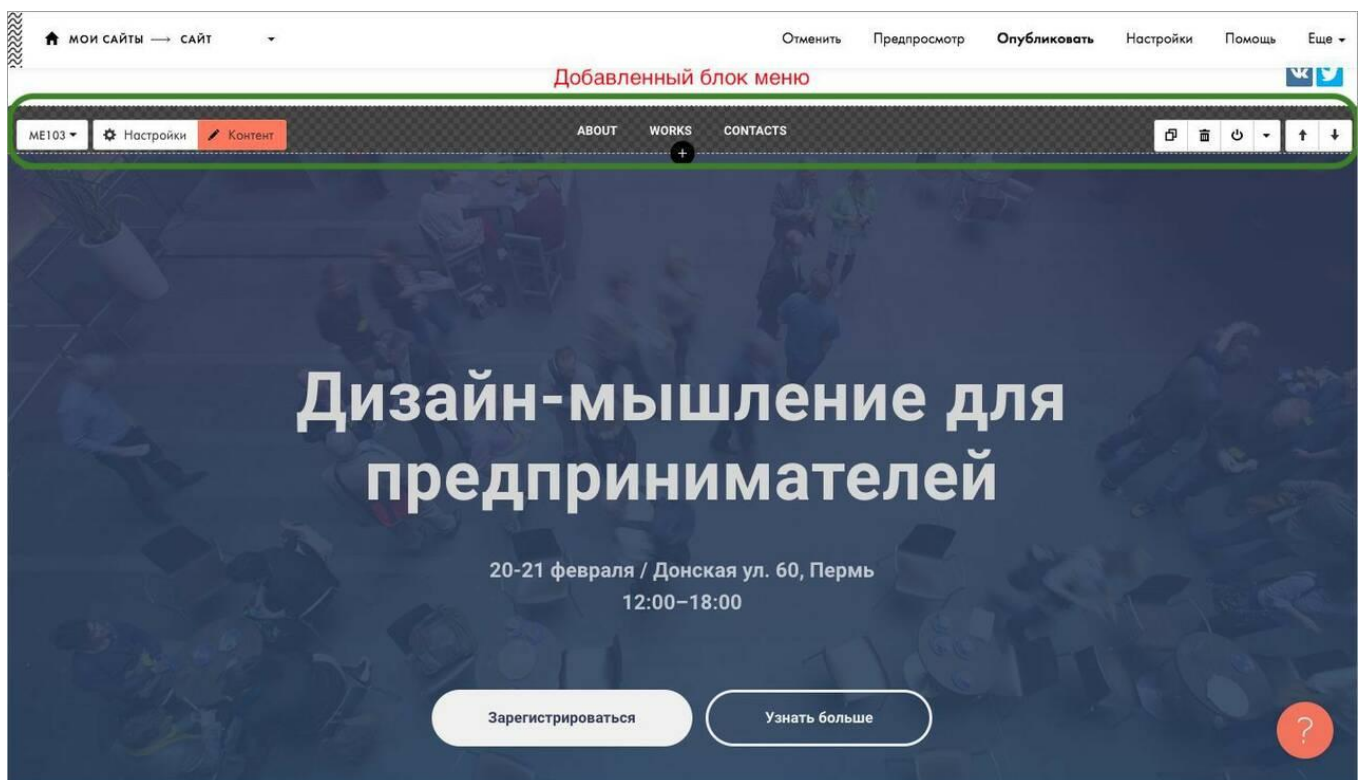 МОИ САЙТЫ → САЙТ
Отменить Предпросмотр Опубликовать Настройки Помощь Еще
Добавленный блок меню
ME103 Настройки Контент
ABOUT WORKS CONTACTS
Дизайн-мышление для
предпринимателей
20-21 февраля / Донская ул. 60, Пермь
12:00–18:00
Зарегистрироваться Узнать больше
?